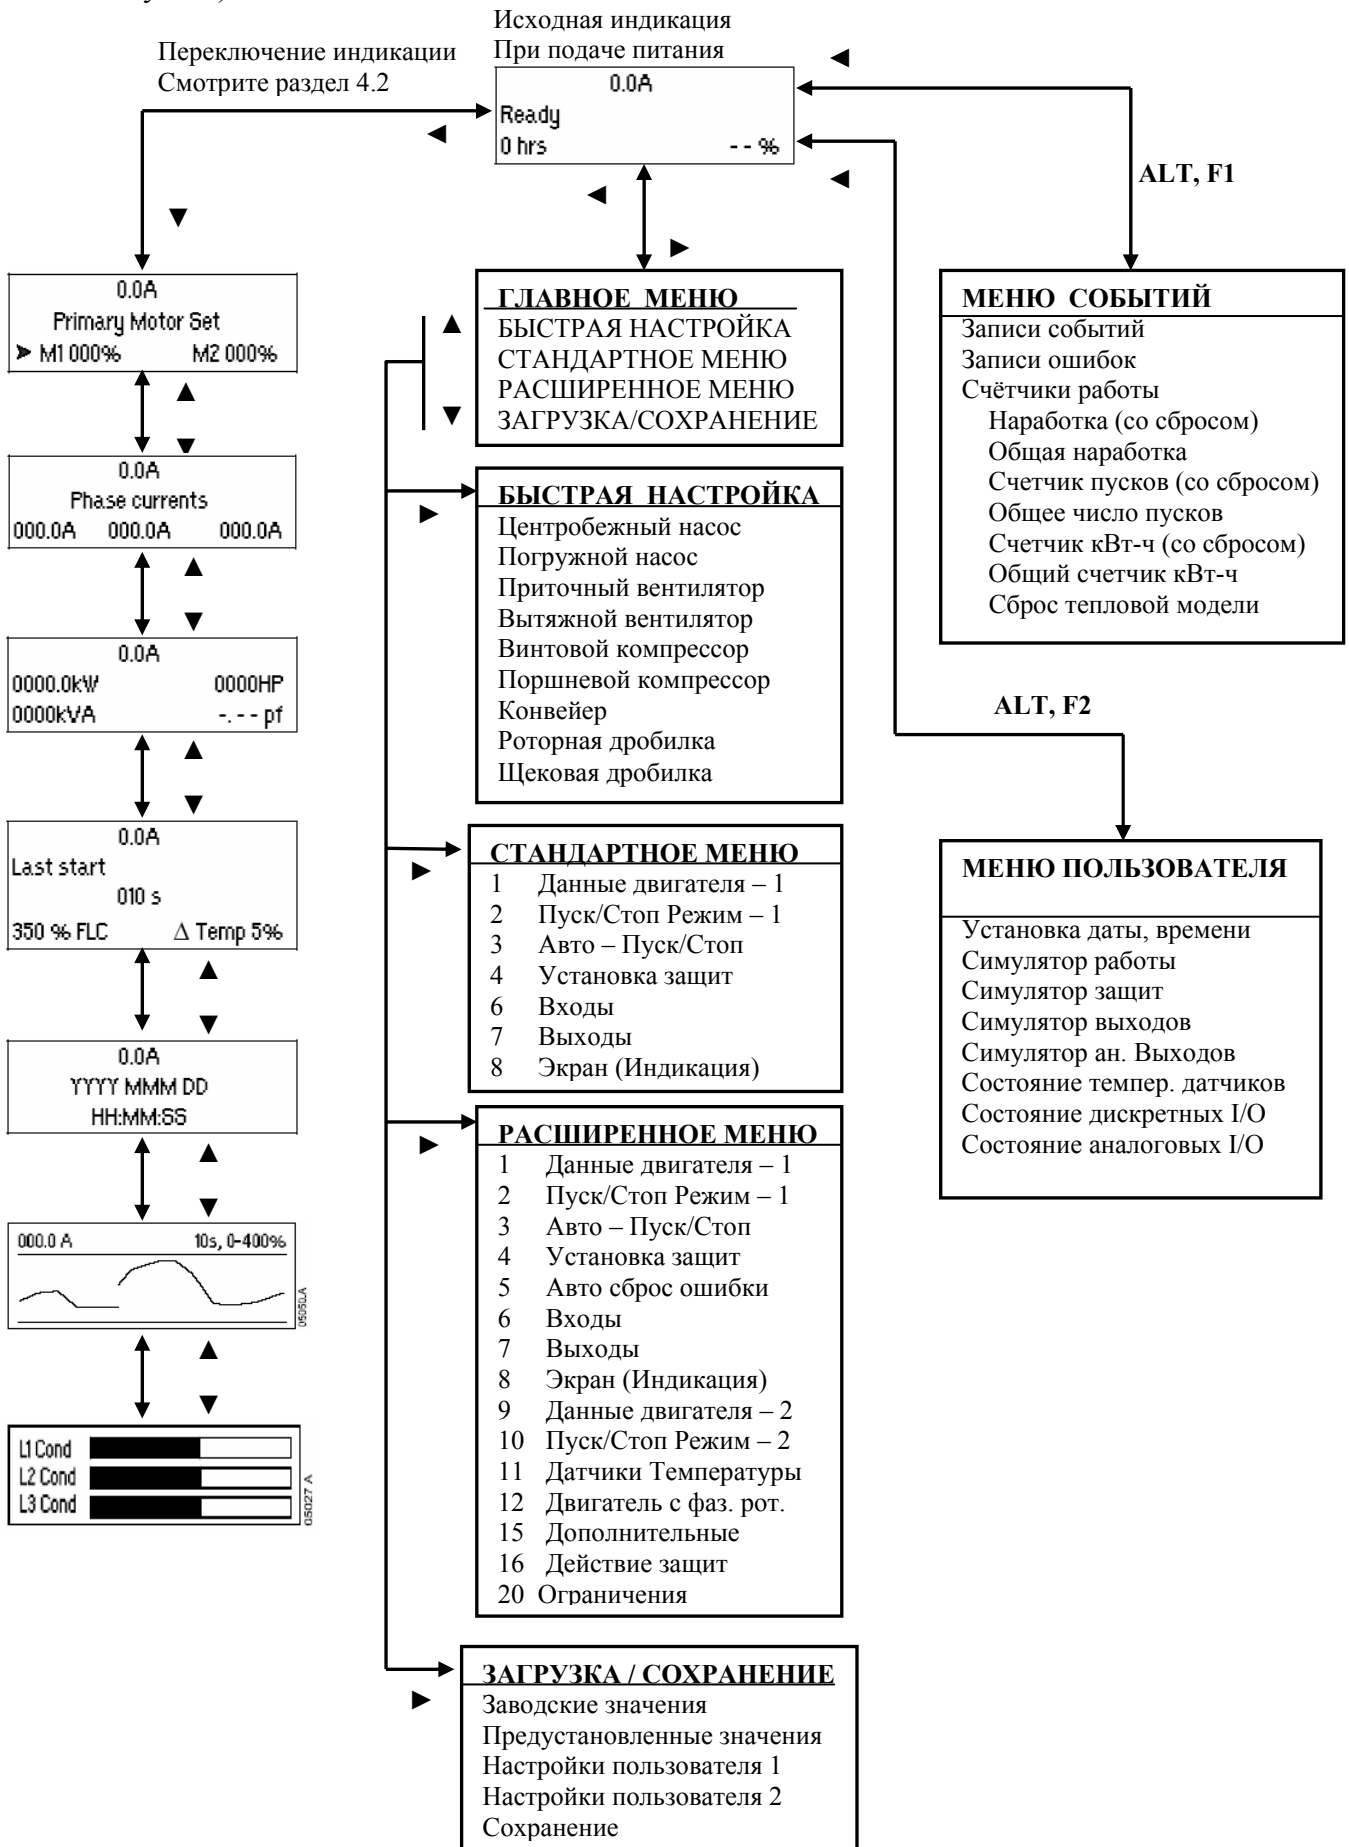 Исходная индикация
При подаче питания
Переключение индикации
Смотрите раздел 4.2
0.0A
Ready
0 hrs - - %
ALT, F1
0.0A
Primary Motor Set
M1 000% M2 000%
0.0A
Phase currents
000.0A 000.0A 000.0A
0.0A
0000.0kW 0000HP
0000kVA -. - - pf
0.0A
Last start
010 s
350 % FLC Δ Temp 5%
0.0A
YYYY MMM DD
HH:MM:SS
000.0 A 10s, 0-400%
05050.A
L1 Cond
L2 Cond
L3 Cond
05027 A
ГЛАВНОЕ МЕНЮ
БЫСТРАЯ НАСТРОЙКА
СТАНДАРТНОЕ МЕНЮ
РАСШИРЕННОЕ МЕНЮ
ЗАГРУЗКА/СОХРАНЕНИЕ
БЫСТРАЯ НАСТРОЙКА
Центробежный насос
Погружной насос
Приточный вентилятор
Вытяжной вентилятор
Винтовой компрессор
Поршневой компрессор
Конвейер
Роторная дробилка
Щековая дробилка
СТАНДАРТНОЕ МЕНЮ
1 Данные двигателя – 1
2 Пуск/Стоп Режим – 1
3 Авто – Пуск/Стоп
4 Установка защит
6 Входы
7 Выходы
8 Экран (Индикация)
РАСШИРЕННОЕ МЕНЮ
1 Данные двигателя – 1
2 Пуск/Стоп Режим – 1
3 Авто – Пуск/Стоп
4 Установка защит
5 Авто сброс ошибки
6 Входы
7 Выходы
8 Экран (Индикация)
9 Данные двигателя – 2
10 Пуск/Стоп Режим – 2
11 Датчики Температуры
12 Двигатель с фаз. рот.
15 Дополнительные
16 Действие защит
20 Ограничения
ЗАГРУЗКА / СОХРАНЕНИЕ
Заводские значения
Предустановленные значения
Настройки пользователя 1
Настройки пользователя 2
Сохранение
МЕНЮ СОБЫТИЙ
Записи событий
Записи ошибок
Счётчики работы
Наработка (со сбросом)
Общая наработка
Счетчик пусков (со сбросом)
Общее число пусков
Счетчик кВт-ч (со сбросом)
Общий счетчик кВт-ч
Сброс тепловой модели
ALT, F2
МЕНЮ ПОЛЬЗОВАТЕЛЯ
Установка даты, времени
Симулятор работы
Симулятор защит
Симулятор выходов
Симулятор ан. Выходов
Состояние темпер. датчиков
Состояние дискретных I/O
Состояние аналоговых I/O